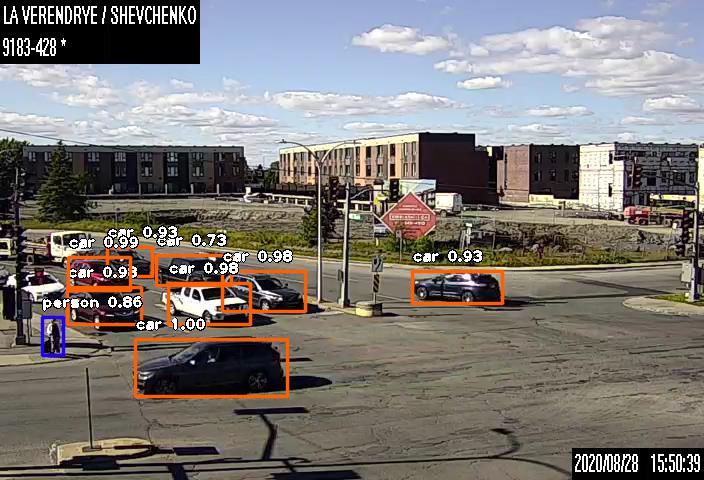 LA VERENDRYE / SHEVCHENKO
9183-428 *
car 0.93
car 0.99
car 0.73
car 0.93
car 0.98
car 0.98
car 0.93
person 0.86
car 1.00
2020/08/28 15:50:39